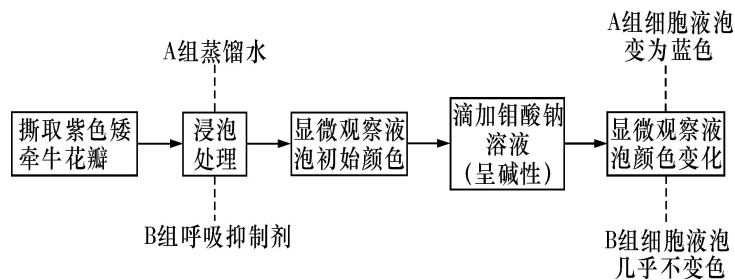 A组蒸馏水
A组细胞液泡
变为蓝色
撕取紫色矮
牵牛花瓣
浸泡
处理
显微观察液
泡初始颜色
滴加钼酸钠
溶液
(呈碱性)
显微观察液
泡颜色变化
B组呼吸抑制剂
B组细胞液泡
几乎不变色